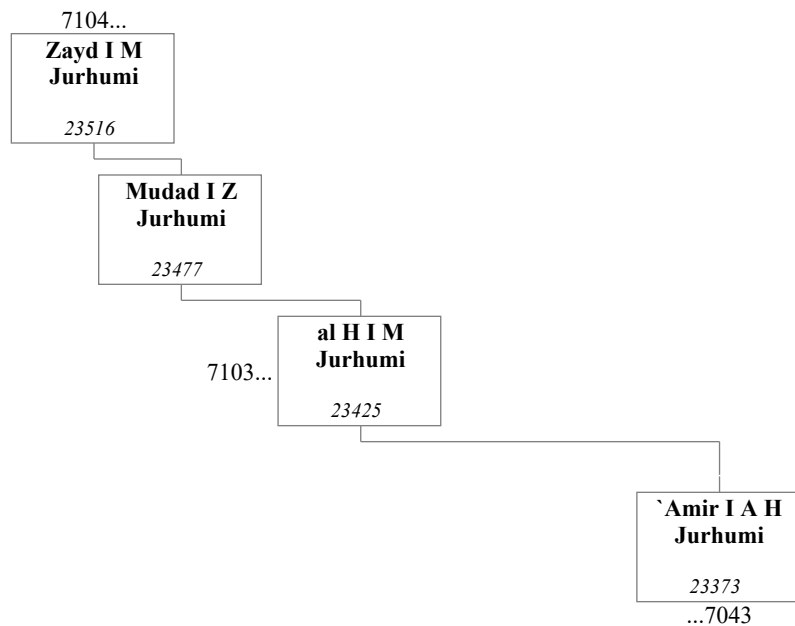 7104...
Zayd I M
Jurhumi
23516
Mudad I Z
Jurhumi
23477
al H I M
Jurhumi
7103...
23425
`Amir I A H
Jurhumi
23373
...7043